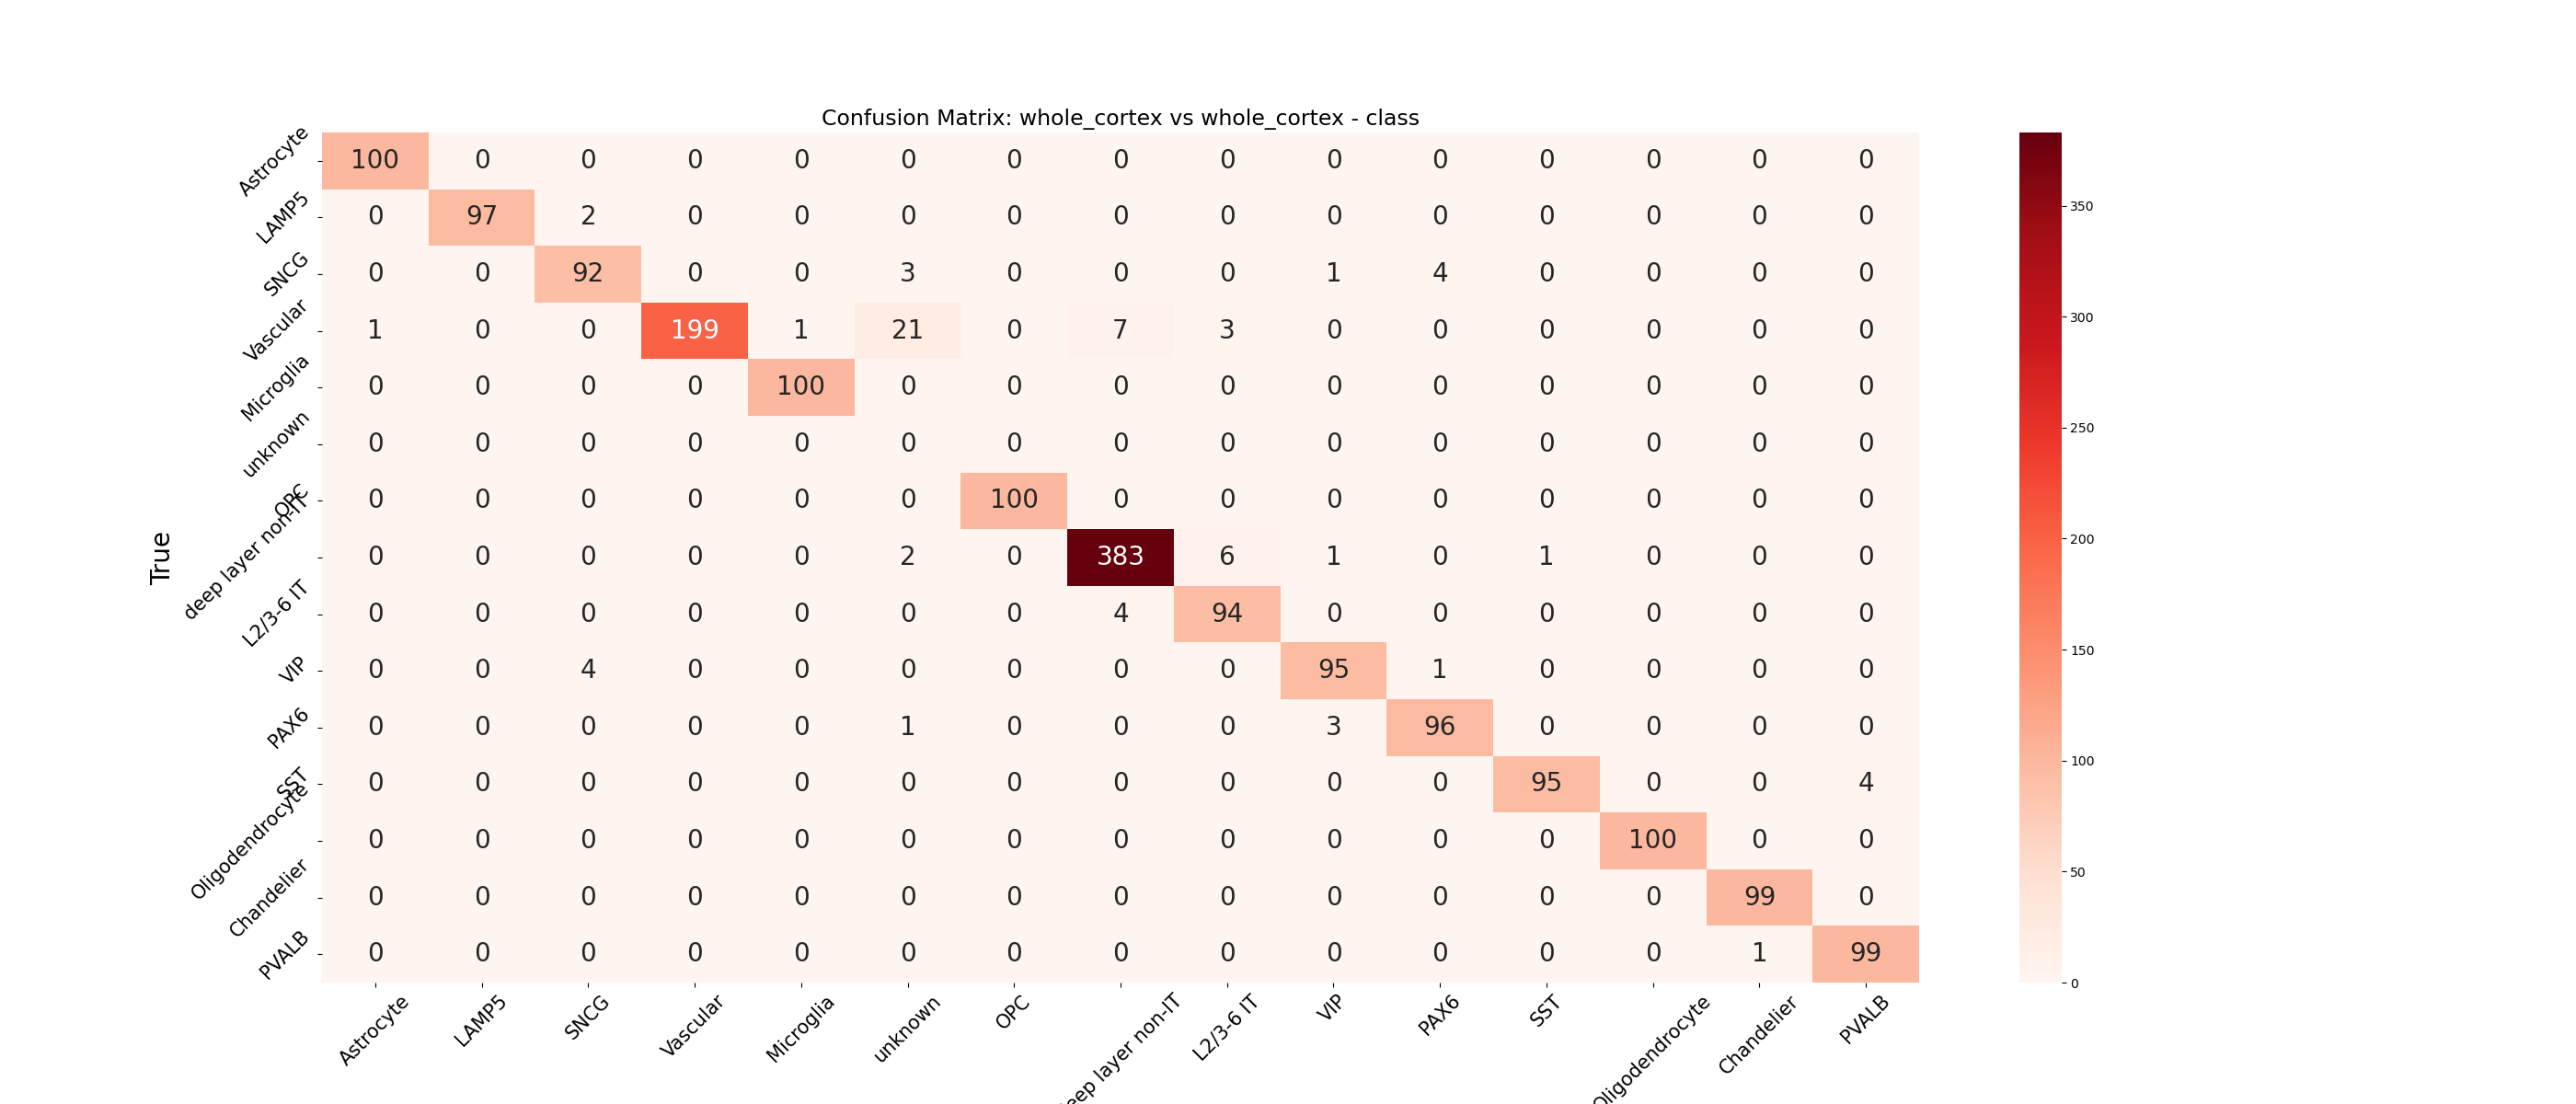 Confusion Matrix: whole_cortex vs whole_cortex - class
Astrocyte 100 0 0 0 0 0 0 0 0 0 0 0 0 0 0
LAMP5 0 97 2 0 0 0 0 0 0 0 0 0 0 0 0
SNCG 0 0 92 0 0 3 0 0 0 1 4 0 0 0 0
Vascular 1 0 0 199 1 21 0 7 3 0 0 0 0 0 0
Microglia 0 0 0 0 100 0 0 0 0 0 0 0 0 0 0
unknown 0 0 0 0 0 0 0 0 0 0 0 0 0 0 0
OPC 0 0 0 0 0 0 100 0 0 0 0 0 0 0 0
deep layer non-IT 0 0 0 0 0 2 0 383 6 1 0 1 0 0 0
L2/3-6 IT 0 0 0 0 0 0 0 4 94 0 0 0 0 0 0
VIP 0 0 4 0 0 0 0 0 0 95 1 0 0 0 0
PAX6 0 0 0 0 0 1 0 0 0 3 96 0 0 0 0
SST 0 0 0 0 0 0 0 0 0 0 0 95 0 0 4
Oligodendrocyte 0 0 0 0 0 0 0 0 0 0 0 0 100 0 0
Chandelier 0 0 0 0 0 0 0 0 0 0 0 0 0 99 0
PVALB 0 0 0 0 0 0 0 0 0 0 0 0 0 1 99
True
Astrocyte LAMP5 SNCG Vascular Microglia unknown OPC eep layer non-IT L2/3-6 IT VIP PAX6 SST Oligodendrocyte Chandelier PVALB
350
300
250
200
150
100
50
0